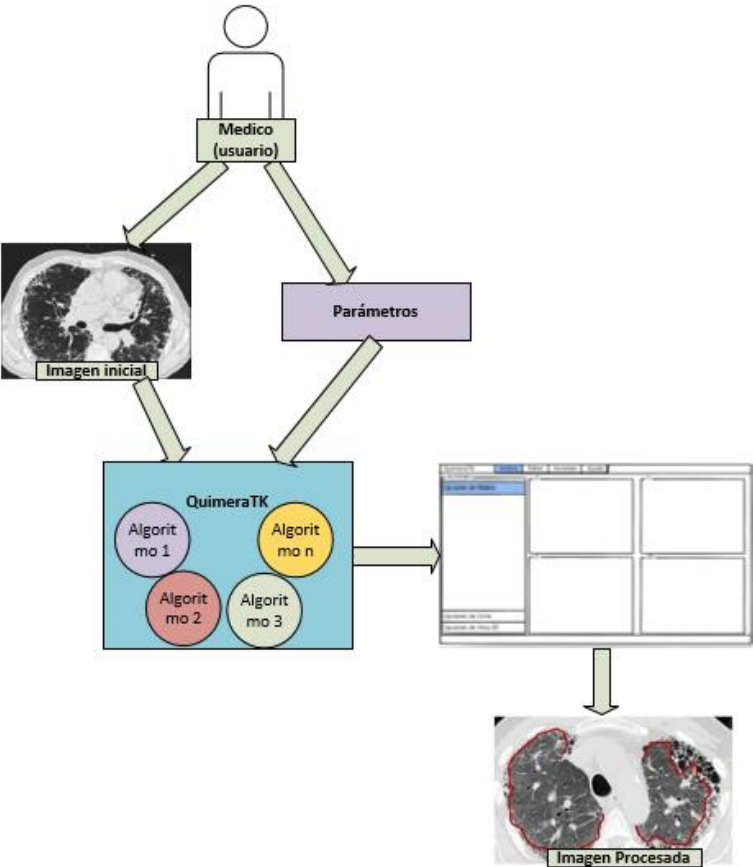 Medico
(usuario)
Parámetros
Imagen inicial
QuimeraTK
Algorit
mo 1
Algorit
mo n
Algorit
mo 2
Algorit
mo 3
Imagen Procesada